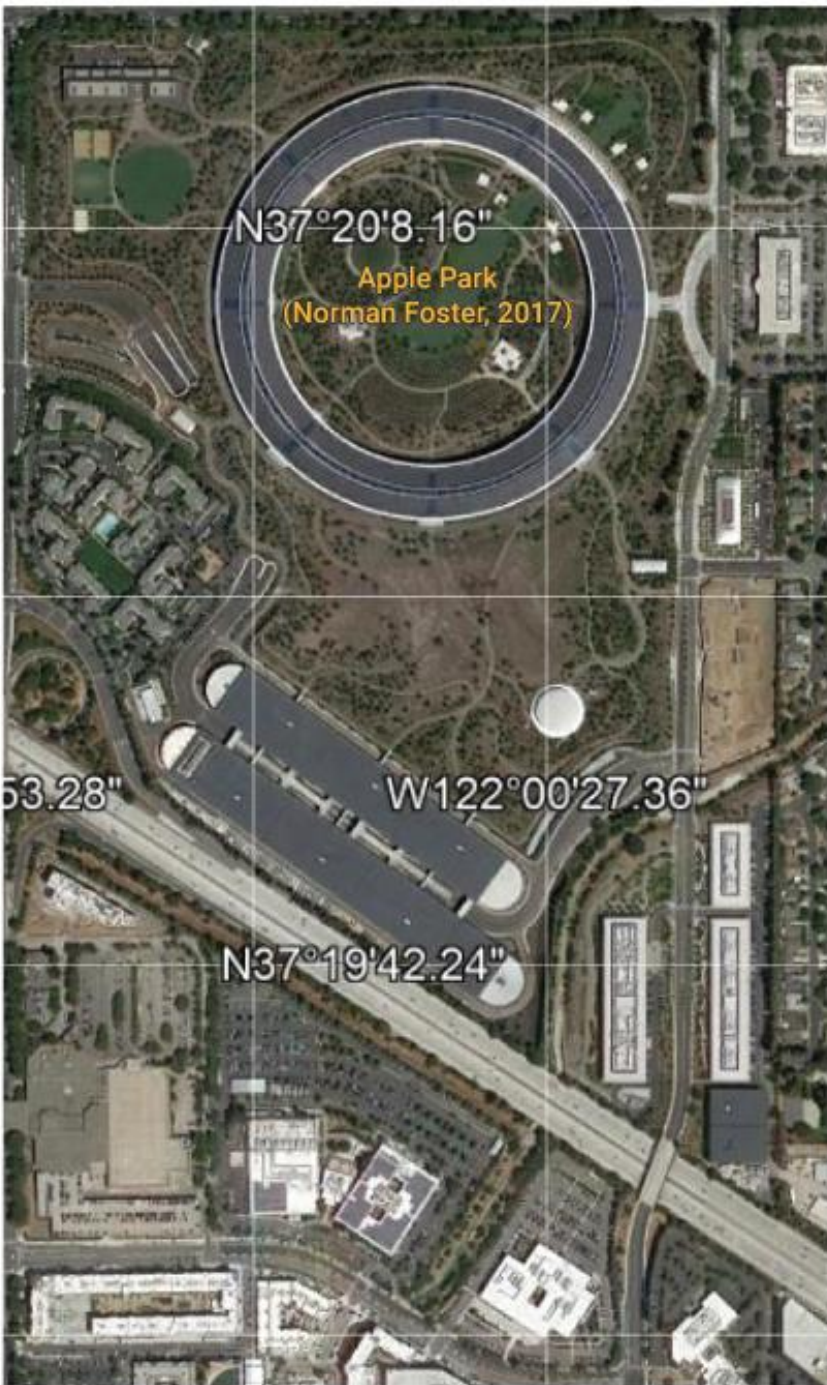 N37°20'8.16"
Apple Park
(Norman Foster, 2017)
53.28"
W122°00'27.36"
N37°19'42.24"